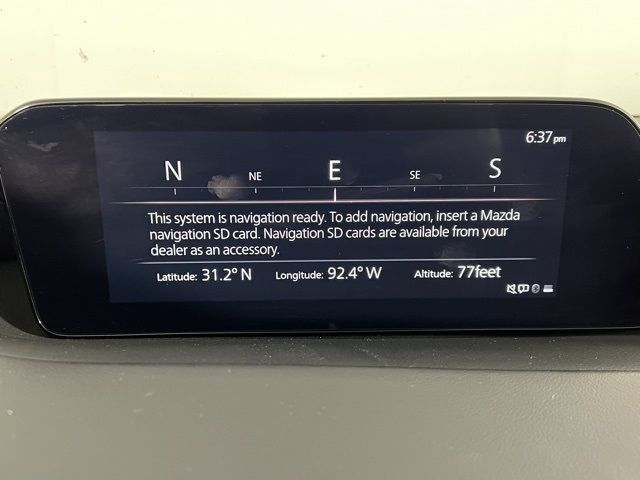 6:37pm
N NE E SE S
This system is navigation ready. To add navigation, insert a Mazda
navigation SD card. Navigation SD cards are available from your
dealer as an accessory.
Latitude: 31.2° N Longitude: 92.4° W Altitude: 77feet